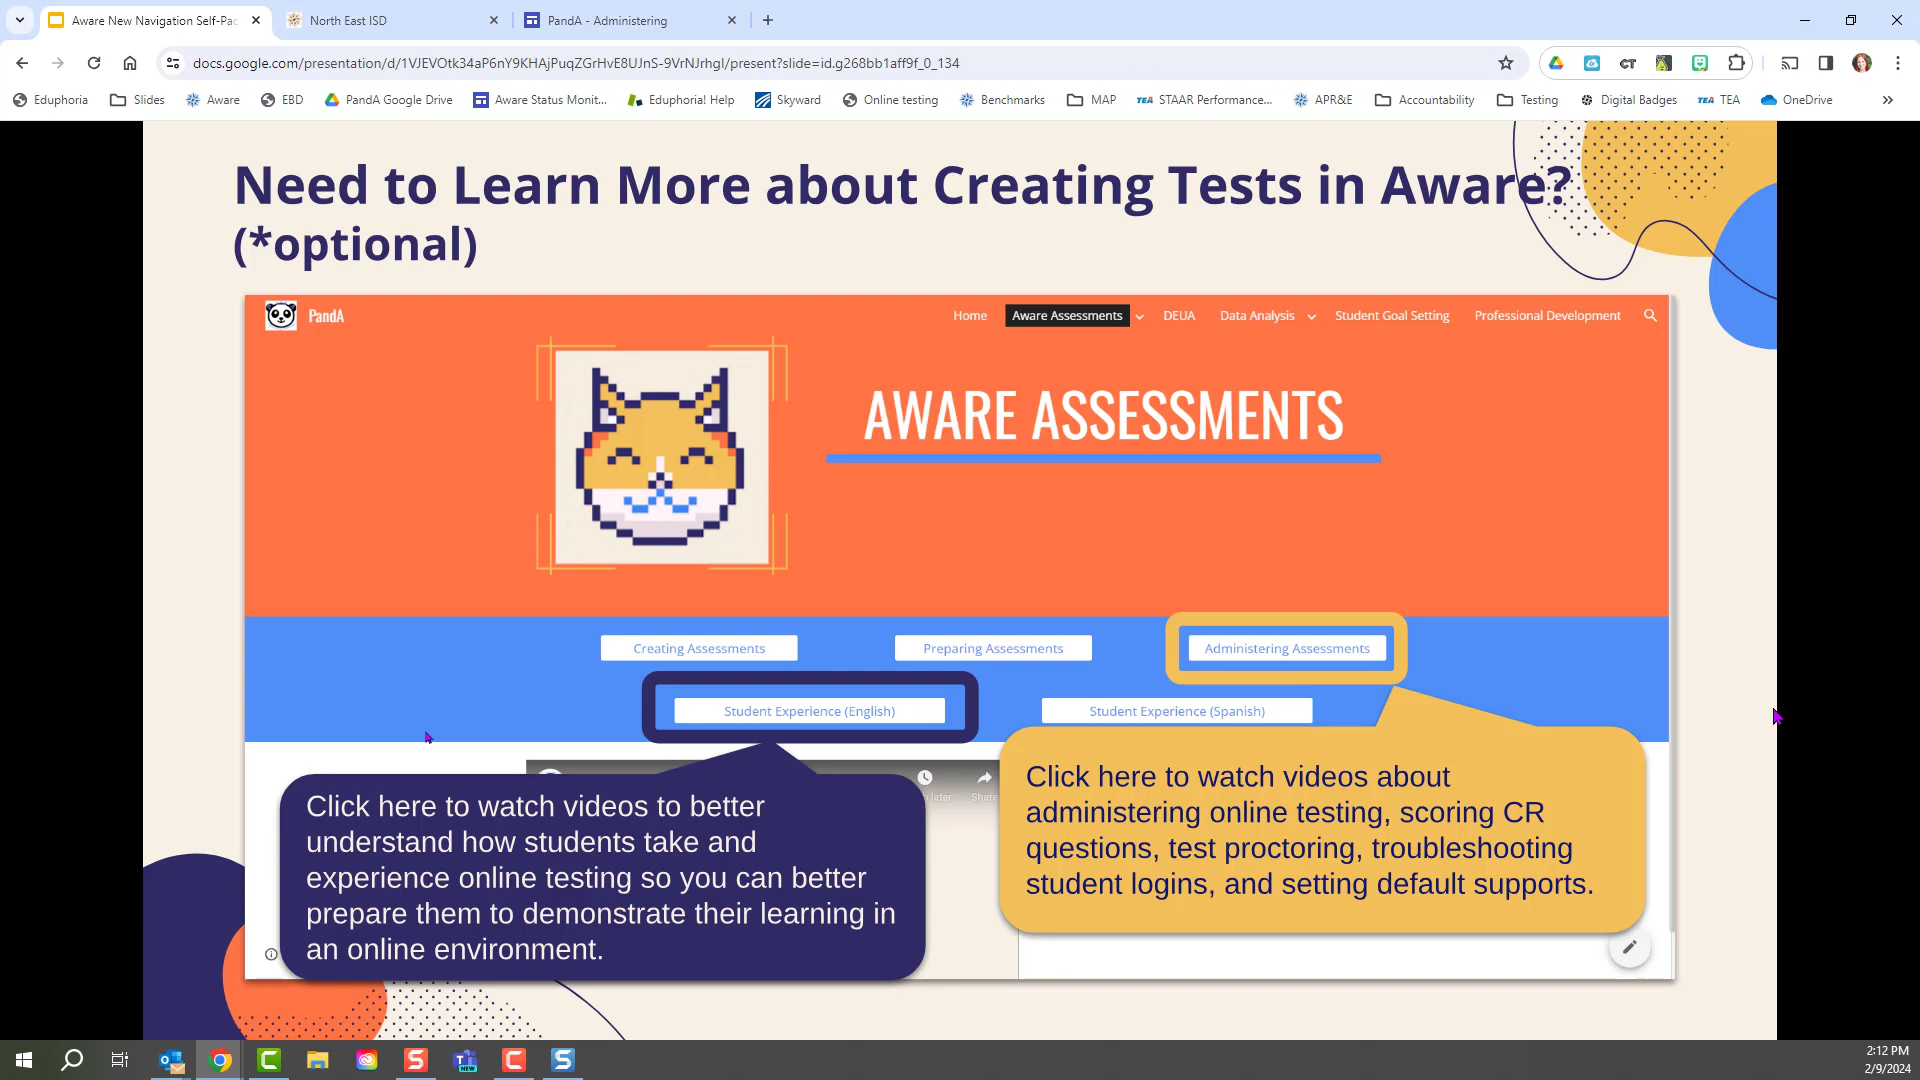 Aware New Navigation Self-Pac
North East ISD
PandA - Administering
docs.google.com/presentation/d/1VJEVOtk34aP6nY9KHAjPuqZGrHvE8UJnS-9VrNJrhgI/present?slide=id.g268bb1aff9f_0_134
CT
Eduphoria
Slides
Aware
EBD
PandA Google Drive
Aware Status Monit...
Eduphoria! Help
Skyward
Online testing
Benchmarks
MAP
TEA STAAR Performance...
APR&E
Accountability
Testing
Digital Badges
TEA TEA
OneDrive
Need to Learn More about Creating Tests in Aware?
(*optional)
PandA
Home
Aware Assessments
DEUA
Data Analysis
Student Goal Setting
Professional Development
AWARE ASSESSMENTS
Creating Assessments
Preparing Assessments
Administering Assessments
Student Experience (English)
Student Experience (Spanish)
later
Share
Click here to watch videos to better
understand how students take and
experience online testing so you can better
prepare them to demonstrate their learning in
an online environment.
Click here to watch videos about
administering online testing, scoring CR
questions, test proctoring, troubleshooting
student logins, and setting default supports.
NEW
2:12 PM
2/9/2024